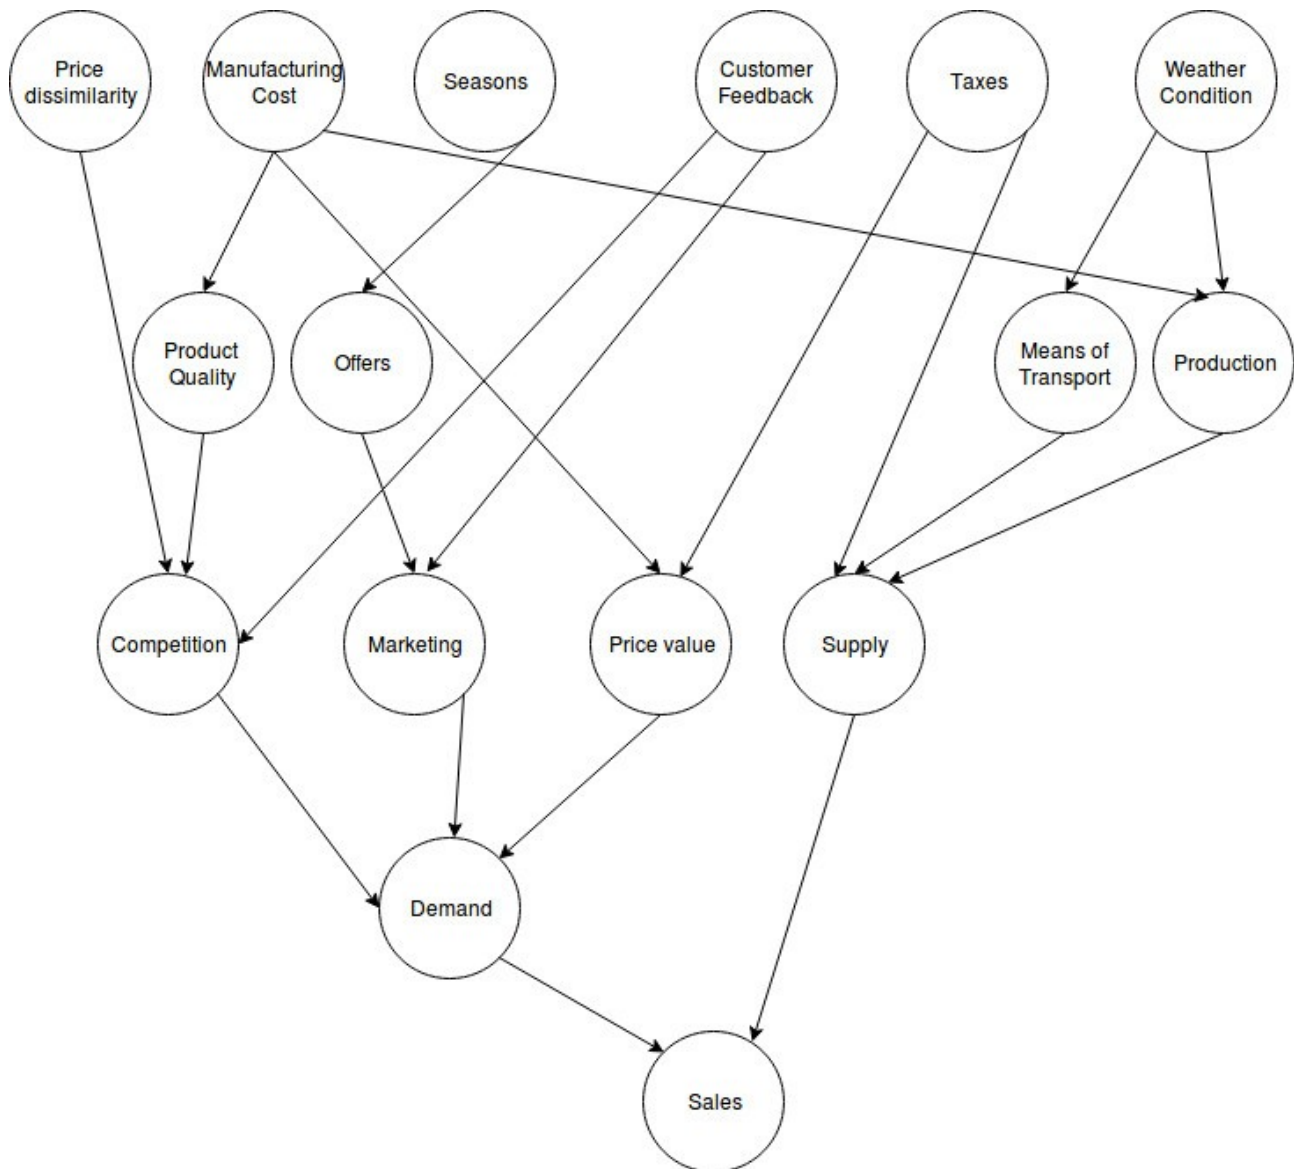 Price
dissimilarity
Manufacturing
Cost
Seasons
Customer
Feedback
Taxes
Weather
Condition
Product
Quality
Offers
Means of
Transport
Production
Competition
Marketing
Price value
Supply
Demand
Sales